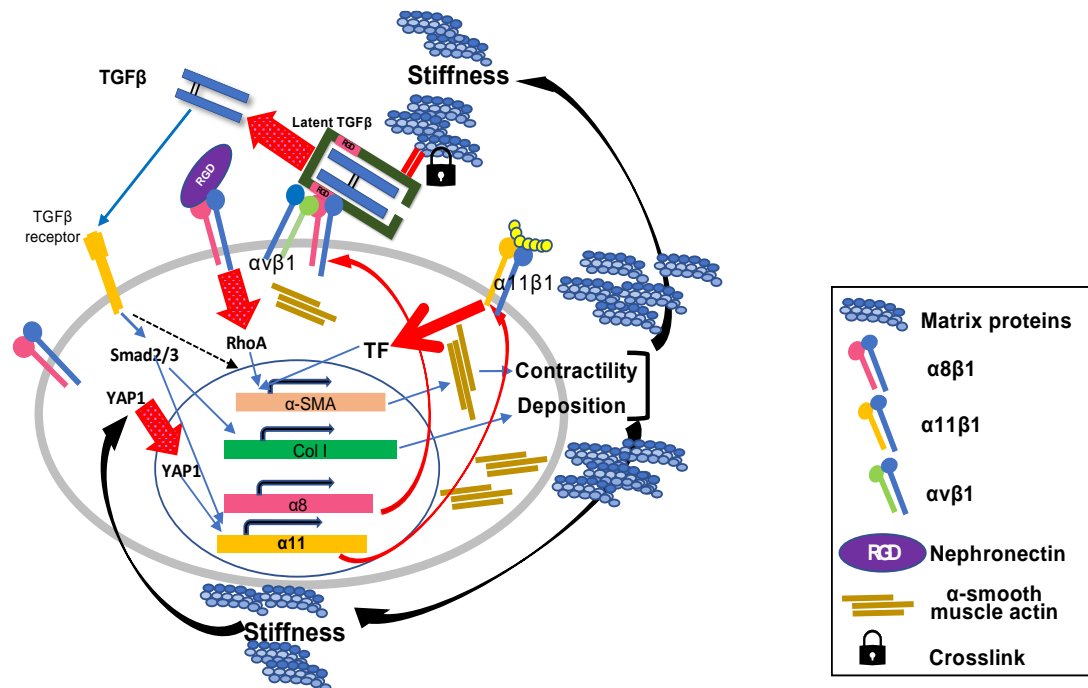 Stiffness
TGFβ
Latent TGFβ
RGD
RGD
RGD
TGFβ
receptor
αvβ1
α11β1
Smad2/3
RhoA
TF
YAP1
YAP1
α-SMA
Col I
α8
α11
Contractility
Deposition
Stiffness
Matrix proteins
α8β1
α11β1
αvβ1
RGD Nephronectin
α-smooth
muscle actin
Crosslink